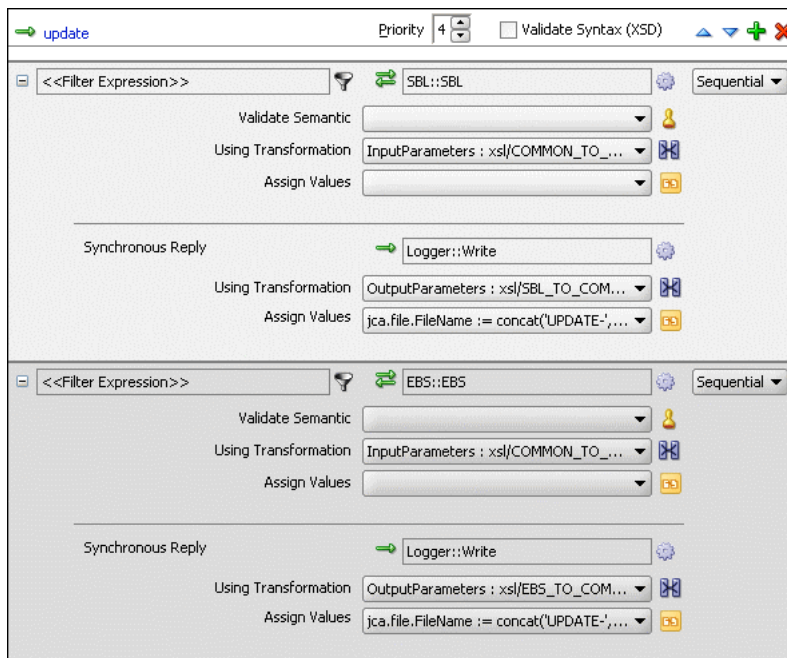 update Priority 4 Validate Syntax (XSD)
<<Filter Expression>> SBL::SBL Sequential
Validate Semantic
Using Transformation InputParameters : xsl/COMMON_TO_...
Assign Values
Synchronous Reply Logger::Write
Using Transformation OutputParameters : xsl/SBL_TO_COM...
Assign Values jca.file.FileName := concat('UPDATE-',...
<<Filter Expression>> EBS::EBS Sequential
Validate Semantic
Using Transformation InputParameters : xsl/COMMON_TO_...
Assign Values
Synchronous Reply Logger::Write
Using Transformation OutputParameters : xsl/EBS_TO_COM...
Assign Values jca.file.FileName := concat('UPDATE-',...